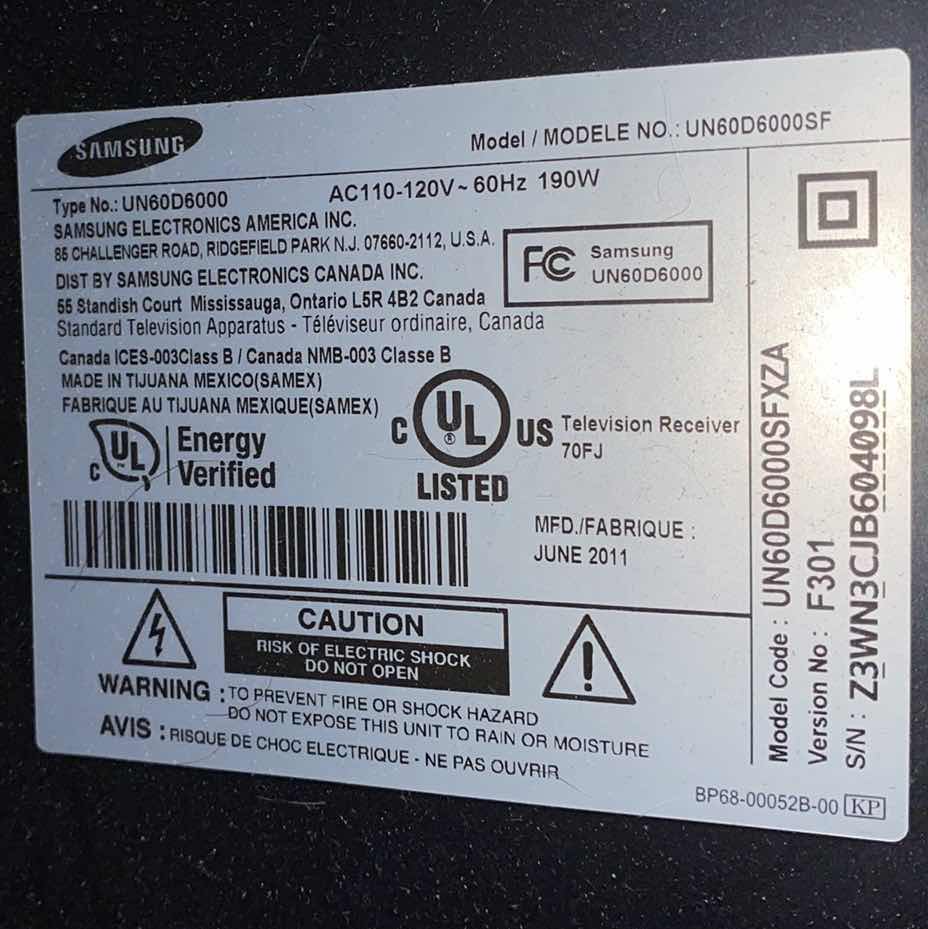 SAMSUNG
Model / MODELE NO.: UN60D6000SF
Type No.: UN60D6000
AC110-120V~ 60Hz 190W
SAMSUNG ELECTRONICS AMERICA INC.
85 CHALLENGER ROAD, RIDGEFIELD PARK N.J. 07660-2112, U.S.A.
DIST BY SAMSUNG ELECTRONICS CANADA INC.
55 Standish Court Mississauga, Ontario L5R 4B2 Canada
FC Samsung
UN60D6000
Standard Television Apparatus - Téléviseur ordinaire, Canada
Canada ICES-003Class B / Canada NMB-003 Classe B
MADE IN TIJUANA MEXICO(SAMEX)
FABRIQUE AU TIJUANA MEXIQUE(SAMEX)
C UL ™ Energy
Verified
C UL ® US
LISTED
Television Receiver
70FJ
MFD./FABRIQUE :
JUNE 2011
CAUTION
RISK OF ELECTRIC SHOCK
DO NOT OPEN
WARNING : TO PREVENT FIRE OR SHOCK HAZARD
DO NOT EXPOSE THIS UNIT TO RAIN OR MOISTURE
AVIS : RISQUE DE CHOC ELECTRIQUE - NE PAS OUVRIR
Model Code : UN60D6000SFXZA
Version No : F301
S/N : Z3WN3CJB604098L
BP68-00052B-00 KP